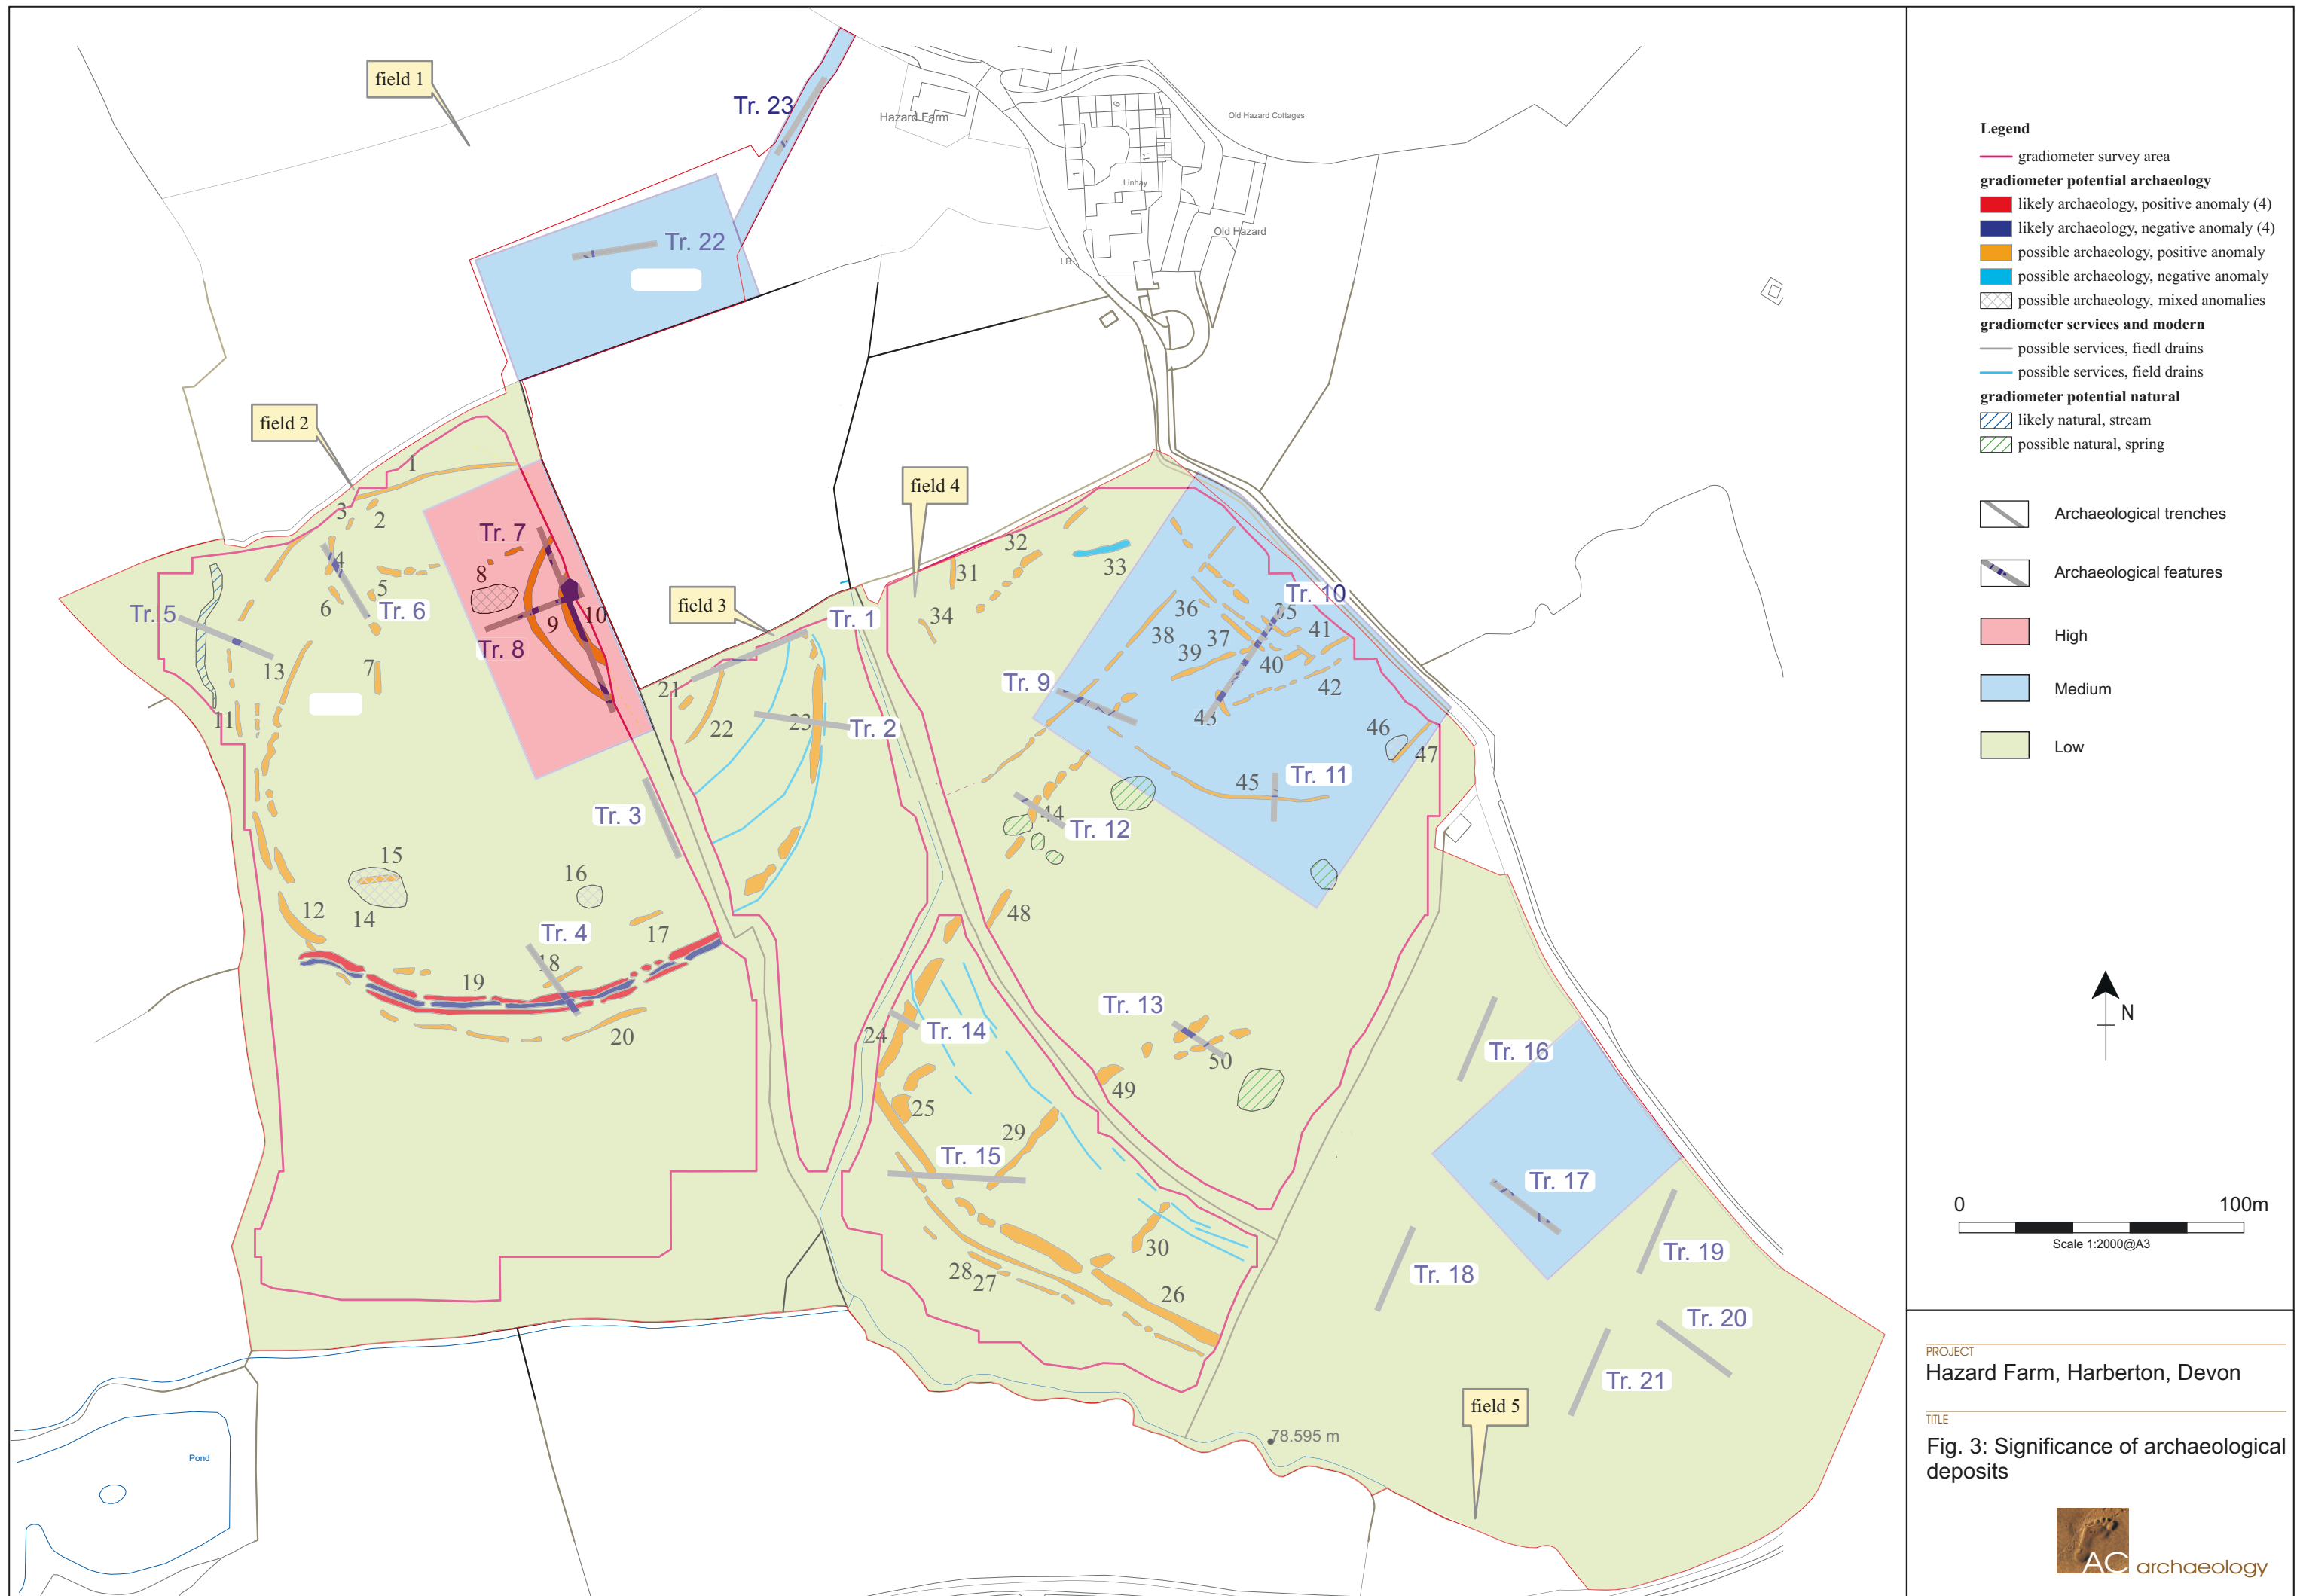 field 1
Tr. 23
Hazard Farm
6
Old Hazard Cottages
11
1
Linhay
Tr. 22
Old Hazard
LB
field 2
1
3
2
field 4
Tr. 7
32
33
4
8
31
5
Tr. 10
field 3
6
Tr. 6
36
35
Tr. 5
9
10
Tr. 1
34
38
37
41
Tr. 8
39
40
13
7
21
Tr. 9
42
11
22
23
Tr. 2
43
46
47
Tr. 3
45
Tr. 11
44
Tr. 12
15
16
12
14
48
Tr. 4
17
18
19
Tr. 13
20
24
Tr. 14
50
Tr. 16
49
25
29
Tr. 15
Tr. 17
30
Tr. 19
28
27
26
Tr. 18
Tr. 20
Tr. 21
field 5
78.595 m
Pond
Legend
gradiometer survey area
gradiometer potential archaeology
likely archaeology, positive anomaly (4)
likely archaeology, negative anomaly (4)
possible archaeology, positive anomaly
possible archaeology, negative anomaly
possible archaeology, mixed anomalies
gradiometer services and modern
possible services, fiedl drains
possible services, field drains
gradiometer potential natural
likely natural, stream
possible natural, spring
Archaeological trenches
Archaeological features
High
Medium
Low
N
0 100m
Scale 1:2000@A3
PROJECT
Hazard Farm, Harberton, Devon
TITLE
Fig. 3: Significance of archaeological
deposits
AC archaeology